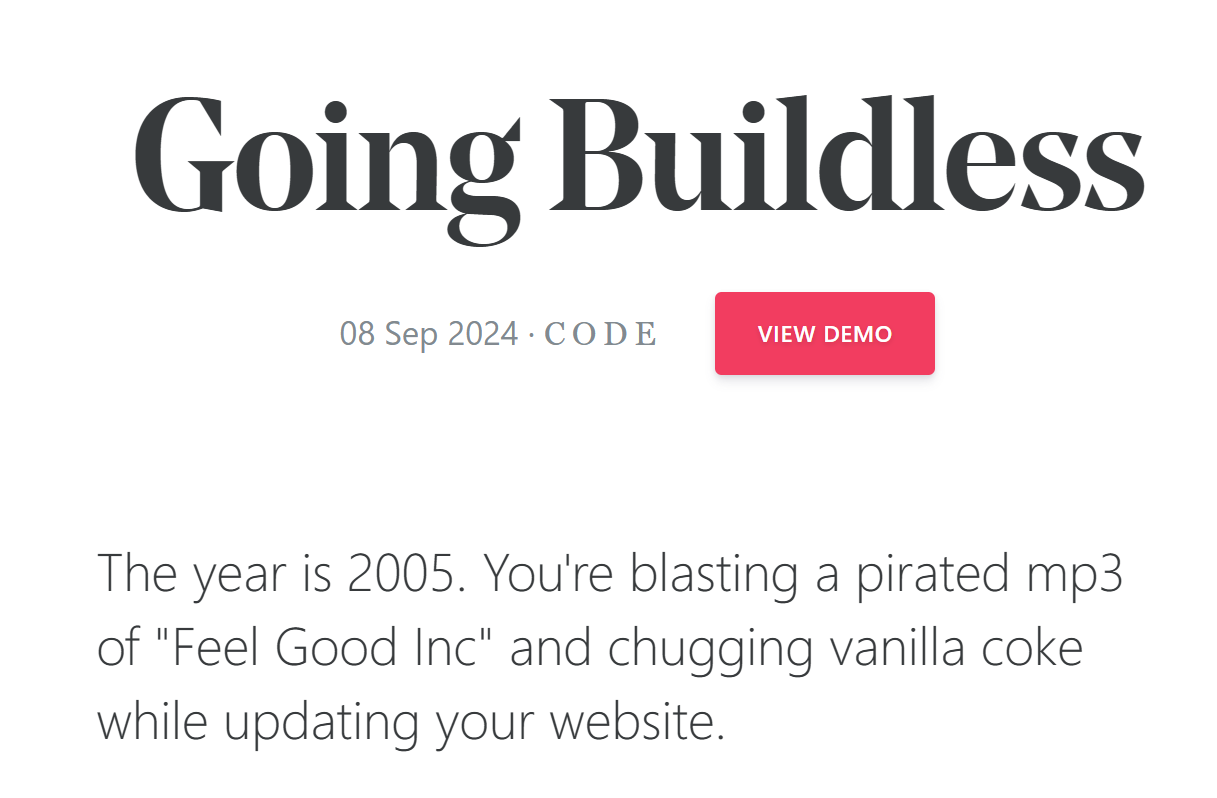 Going Buildless
08 Sep 2024 · CODE
VIEW DEMO
The year is 2005. You're blasting a pirated mp3
of "Feel Good Inc" and chugging vanilla coke
while updating your website.